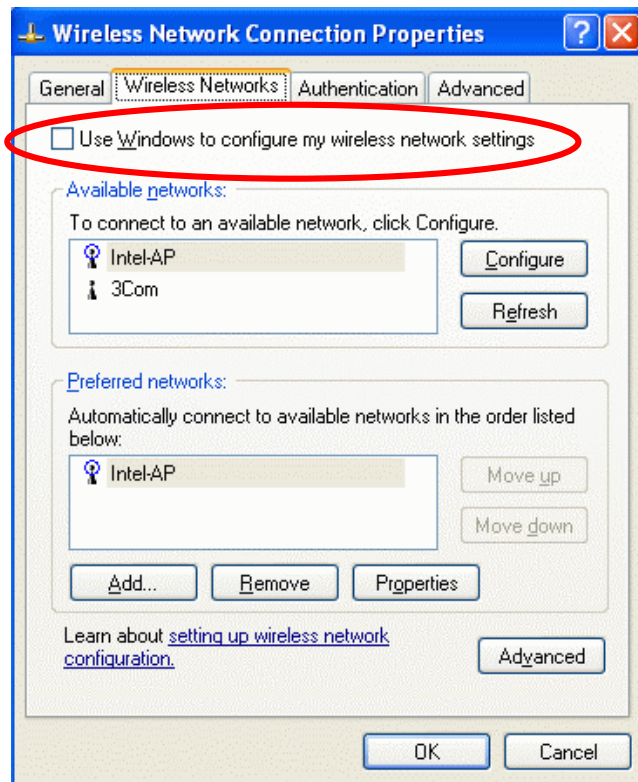 Wireless Network Connection Properties
General Wireless Networks Authentication Advanced
Use Windows to configure my wireless network settings
Available networks:
To connect to an available network, click Configure.
Intel-AP
3Com
Configure
Refresh
Preferred networks:
Automatically connect to available networks in the order listed
below:
Intel-AP
Move up
Move down
Add... Remove Properties
Learn about setting up wireless network
configuration.
Advanced
OK Cancel